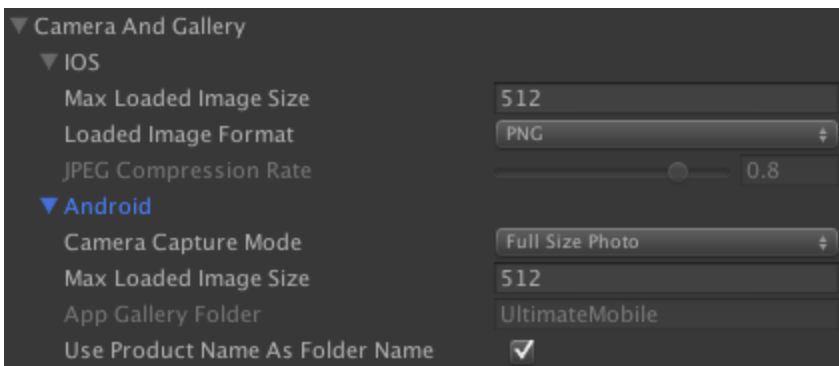 Camera And Gallery
IOS
Max Loaded Image Size 512
Loaded Image Format PNG
JPEG Compression Rate 0.8
Android
Camera Capture Mode Full Size Photo
Max Loaded Image Size 512
App Gallery Folder UltimateMobile
Use Product Name As Folder Name